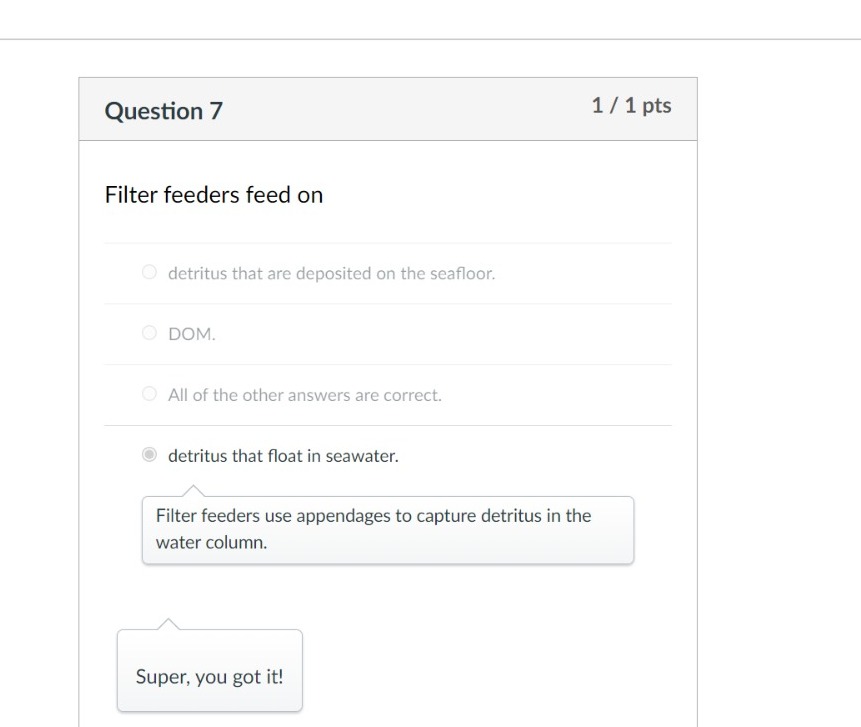 Question 7
1 / 1 pts
Filter feeders feed on
detritus that are deposited on the seafloor.
DOM.
All of the other answers are correct.
detritus that float in seawater.
Filter feeders use appendages to capture detritus in the
water column.
Super, you got it!